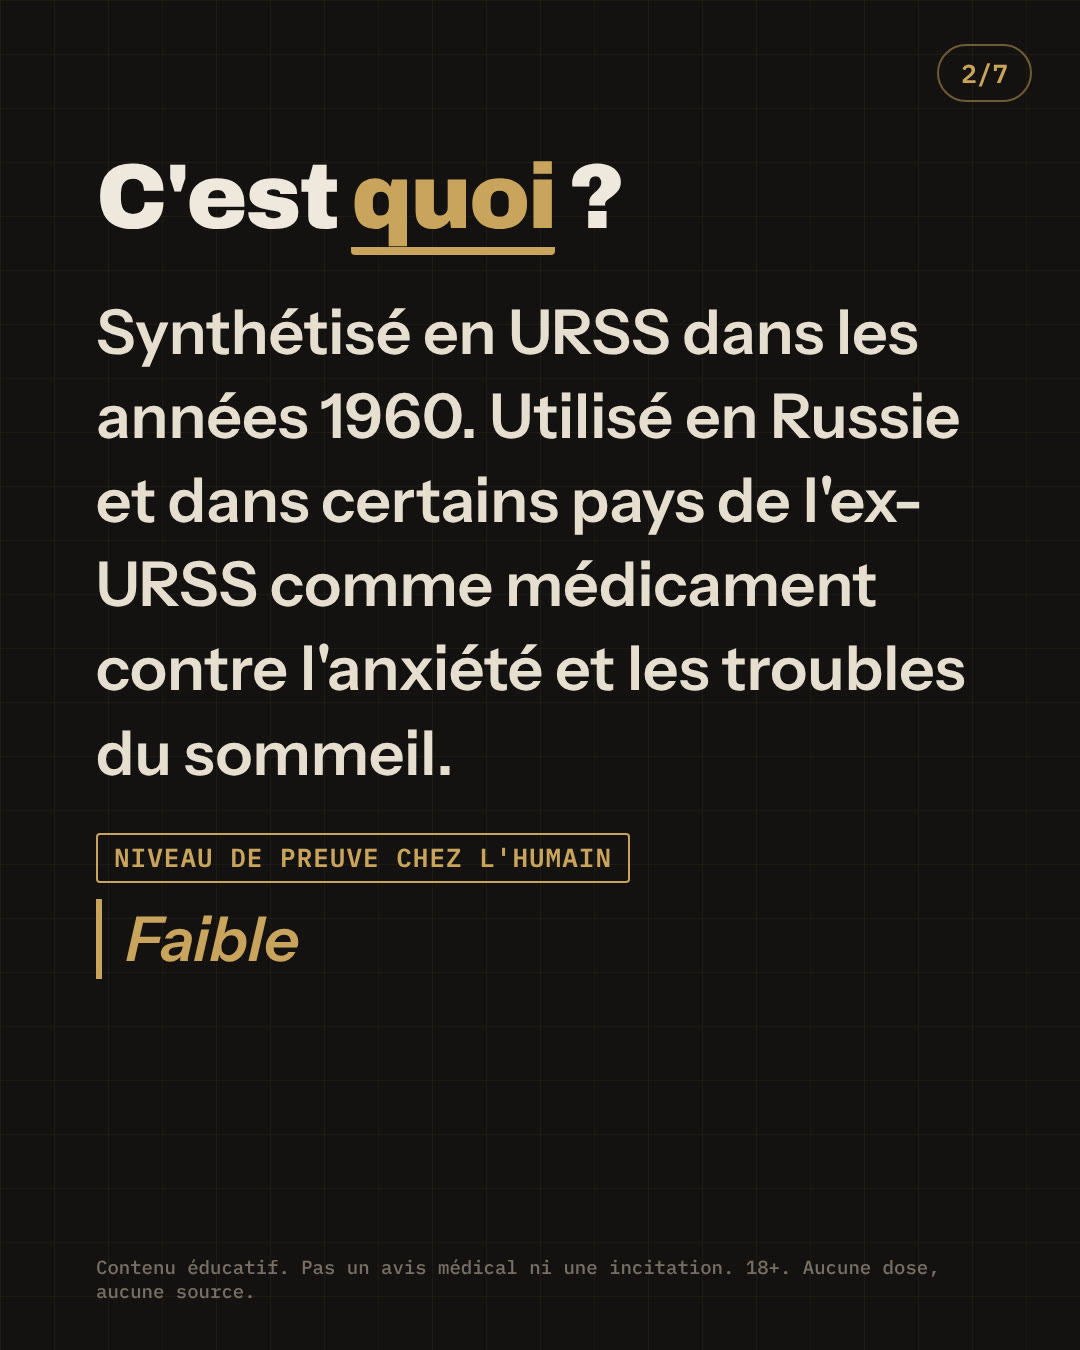 2/7
C'est quoi ?
Synthétisé en URSS dans les
années 1960. Utilisé en Russie
et dans certains pays de l'ex-
URSS comme médicament
contre l'anxiété et les troubles
du sommeil.
NIVEAU DE PREUVE CHEZ L'HUMAIN
Faible
Contenu éducatif. Pas un avis médical ni une incitation. 18+. Aucune dose,
aucune source.